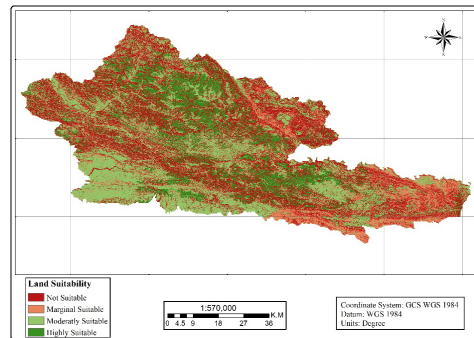 N
W
E
S
Land Suitability
Not Suitable
Marginal Suitable
Moderatly Suitable
Highly Suitable
1:570,000
0 4.5 9 18 27 36 K.M
Coordinate System: GCS WGS 1984
Datum: WGS 1984
Units: Degree